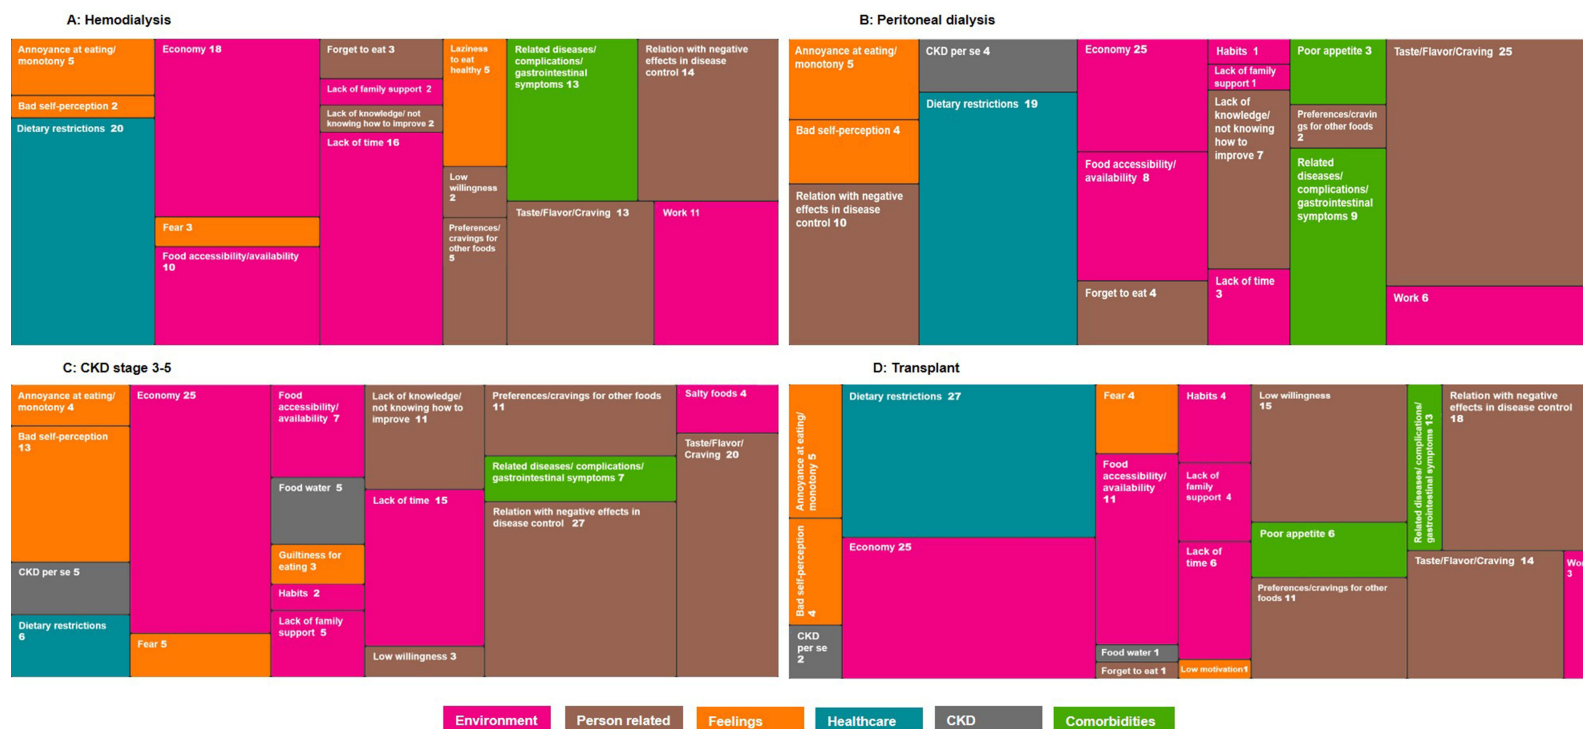 A: Hemodialysis
Annoyance at eating/
monotony 5
Bad self-perception 2
Dietary restrictions 20
Economy 18
Fear 3
Food accessibility/availability
10
Forget to eat 3
Lack of family support 2
Lack of knowledge/ not
knowing how to improve 2
Lack of time 16
Laziness
to eat
healthy 5
Low
willingness
2
Preferences/
cravings for
other foods
5
Related diseases/
complications/
gastrointestinal
symptoms 13
Relation with negative
effects in disease control
14
Taste/Flavor/Craving 13
Work 11
B: Peritoneal dialysis
Annoyance at eating/
monotony 5
Bad self-perception 4
Relation with negative
effects in disease
control 10
CKD per se 4
Dietary restrictions 19
Economy 25
Food accessibility/
availability 8
Forget to eat 4
Habits 1
Lack of family
support 1
Lack of
knowledge/
not knowing
how to
improve 7
Lack of time
3
Poor appetite 3
Preferences/cravin
gs for other foods
2
Related
diseases/
complications/
gastrointestinal
symptoms 9
Taste/Flavor/Craving 25
Work 6
C: CKD stage 3-5
Annoyance at eating/
monotony 4
Bad self-perception
13
CKD per se 5
Dietary restrictions
6
Economy 25
Fear 5
Food
accessibility/
availability 7
Food water 5
Guiltiness for
eating 3
Habits 2
Lack of family
support 5
Lack of knowledge/
not knowing how to
improve 11
Lack of time 15
Low willingness 3
Preferences/cravings for other foods
11
Related diseases/ complications/
gastrointestinal symptoms 7
Relation with negative effects in
disease control 27
Salty foods 4
Taste/Flavor/
Craving 20
D: Transplant
Annoyance at eating/
monotony 5
Bad self-perception
4
CKD
per se
2
Dietary restrictions 27
Economy 25
Fear 4
Food
accessibility/
availability
11
Food water 1
Forget to eat 1
Habits 4
Lack of
family
support 4
Lack of
time 6
Low motivation1
Low willingness
15
Poor appetite 6
Preferences/cravings for other
foods 11
Related diseases/ complications/
gastrointestinal symptoms 13
Relation with negative
effects in disease control
18
Taste/Flavor/Craving 14
3
Environment
Person related
Feelings
Healthcare
CKD
Comorbidities